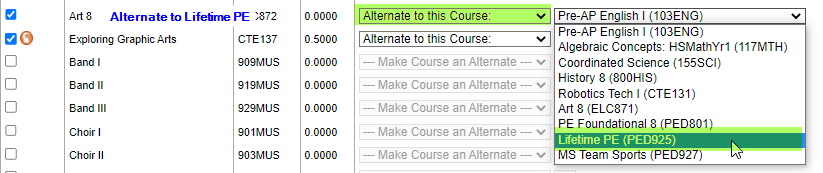 Art 8 Alternate to Lifetime PE C872 0.0000 Alternate to this Course: Pre-AP English I (103ENG)
Exploring Graphic Arts CTE137 0.5000 Alternate to this Course:
Band I 909MUS 0.0000 --- Make Course an Alternate ---
Band II 919MUS 0.0000 --- Make Course an Alternate ---
Band III 929MUS 0.0000 --- Make Course an Alternate ---
Choir I 901MUS 0.0000 --- Make Course an Alternate ---
Choir II 903MUS 0.0000 --- Make Course an Alternate ---
Pre-AP English I (103ENG)
Algebraic Concepts: HSMathYr1 (117MTH)
Coordinated Science (155SCI)
History 8 (800HIS)
Robotics Tech I (CTE131)
Art 8 (ELC871)
PE Foundational 8 (PED801)
Lifetime PE (PED925)
MS Team Sports (PED927)